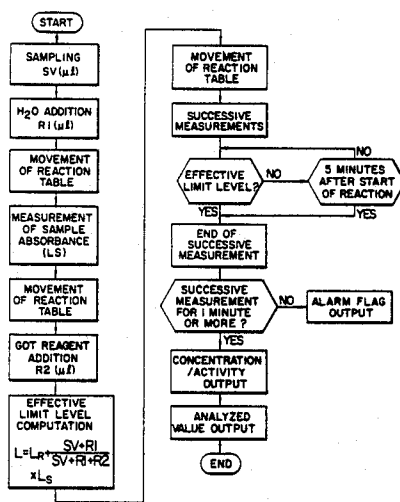 START
SAMPLING
SV(μl)
H₂O ADDITION
R1(μl)
MOVEMENT
OF REACTION
TABLE
MEASUREMENT
OF SAMPLE
ABSORBANCE
(LS)
MOVEMENT
OF REACTION
TABLE
GOT REAGENT
ADDITION
R2(μl)
EFFECTIVE
LIMIT LEVEL
COMPUTATION
L=LR+ SV+R1 / SV+R1+R2
×LS
MOVEMENT
OF REACTION
TABLE
SUCCESSIVE
MEASUREMENTS
EFFECTIVE
LIMIT LEVEL?
NO
YES
NO
5 MINUTES
AFTER START
OF REACTION
YES
END OF
SUCCESSIVE
MEASUREMENT
SUCCESSIVE
MEASUREMENT
FOR 1 MINUTE
OR MORE ?
NO
ALARM FLAG
OUTPUT
YES
CONCENTRATION
/ACTIVITY
OUTPUT
ANALYZED
VALUE OUTPUT
END